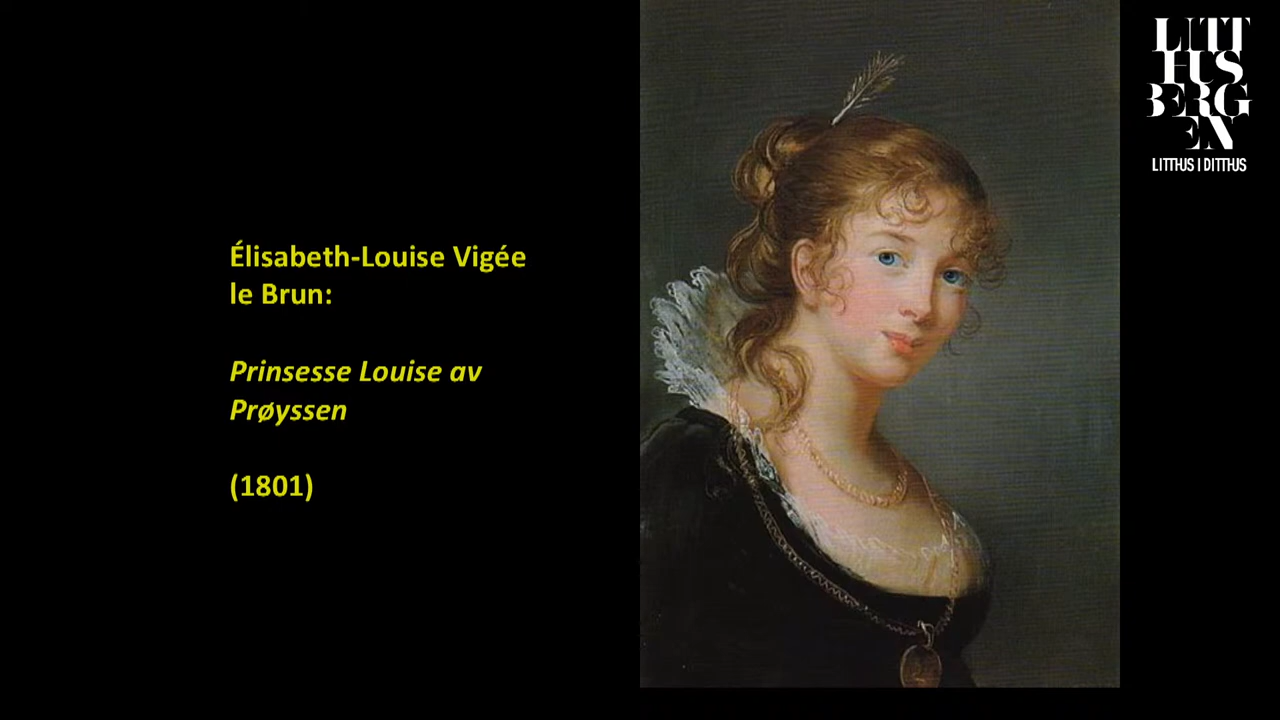 Élisabeth-Louise Vigée
le Brun:
Prinsesse Louise av
Prøyssen
(1801)
LITT
HUS
BERG
EN
LITTHUS I DITTHUS